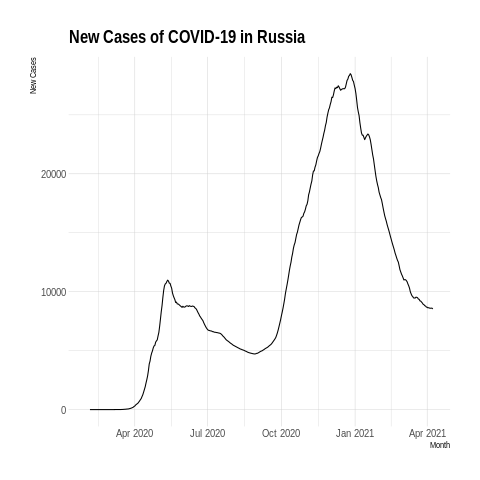 New Cases of COVID-19 in Russia
New Cases
20000
10000
0
Apr 2020 Jul 2020 Oct 2020 Jan 2021 Apr 2021
Month